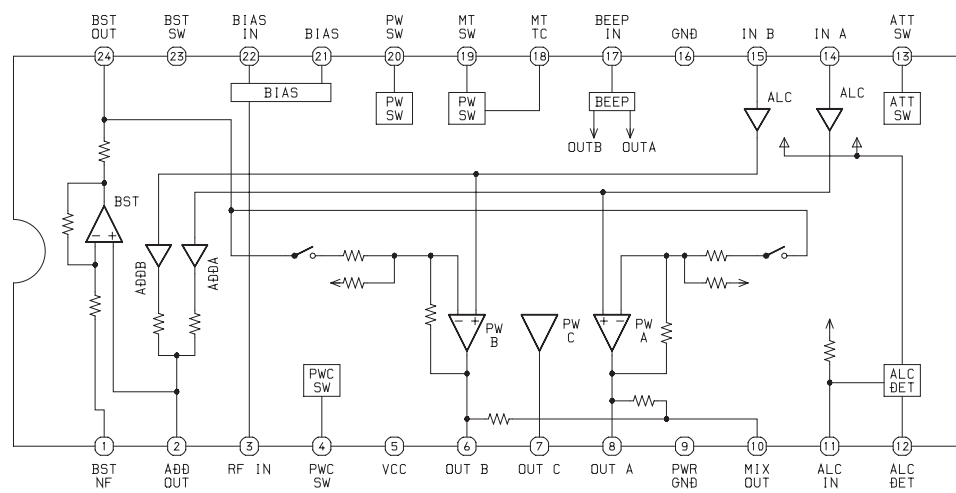 BST OUT
BST SW
BIAS IN
BIAS
PW SW
MT SW
MT TC
BEEP IN
GND
IN B
IN A
ATT SW
24
23
22
21
20
19
18
17
16
15
14
13
BIAS
PW SW
PW SW
BEEP
ALC
ALC
ATT SW
OUTB
OUTA
BST
- +
ADDB
ADDA
- +
PW B
PW C
+ -
PW A
PWC SW
ALC DET
1
2
3
4
5
6
7
8
9
10
11
12
BST NF
ADD OUT
RF IN
PWC SW
VCC
OUT B
OUT C
OUT A
PWR GND
MIX OUT
ALC IN
ALC DET